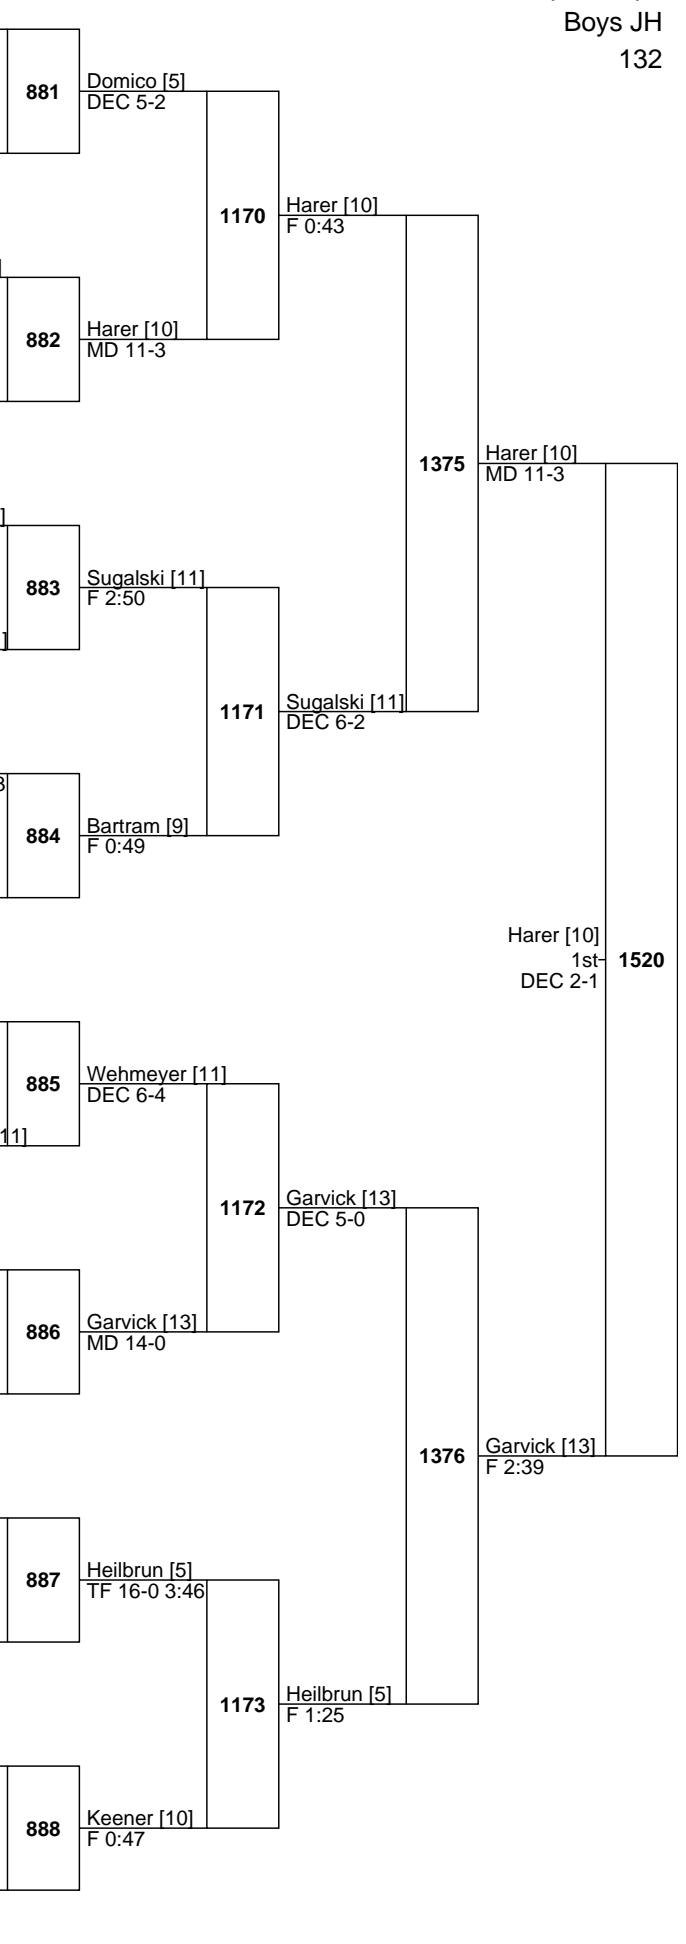 Boys JH
132
881
Domico [5]
DEC 5-2
1170
Harer [10]
F 0:43
882
Harer [10]
MD 11-3
1375
Harer [10]
MD 11-3
883
Sugalski [11]
F 2:50
1171
Sugalski [11]
DEC 6-2
884
Bartram [9]
F 0:49
Harer [10]
1st
DEC 2-1
1520
885
Wehmeyer [11]
DEC 6-4
11]
1172
Garvick [13]
DEC 5-0
886
Garvick [13]
MD 14-0
1376
Garvick [13]
F 2:39
887
Heilbrun [5]
TF 16-0 3:46
1173
Heilbrun [5]
F 1:25
888
Keener [10]
F 0:47